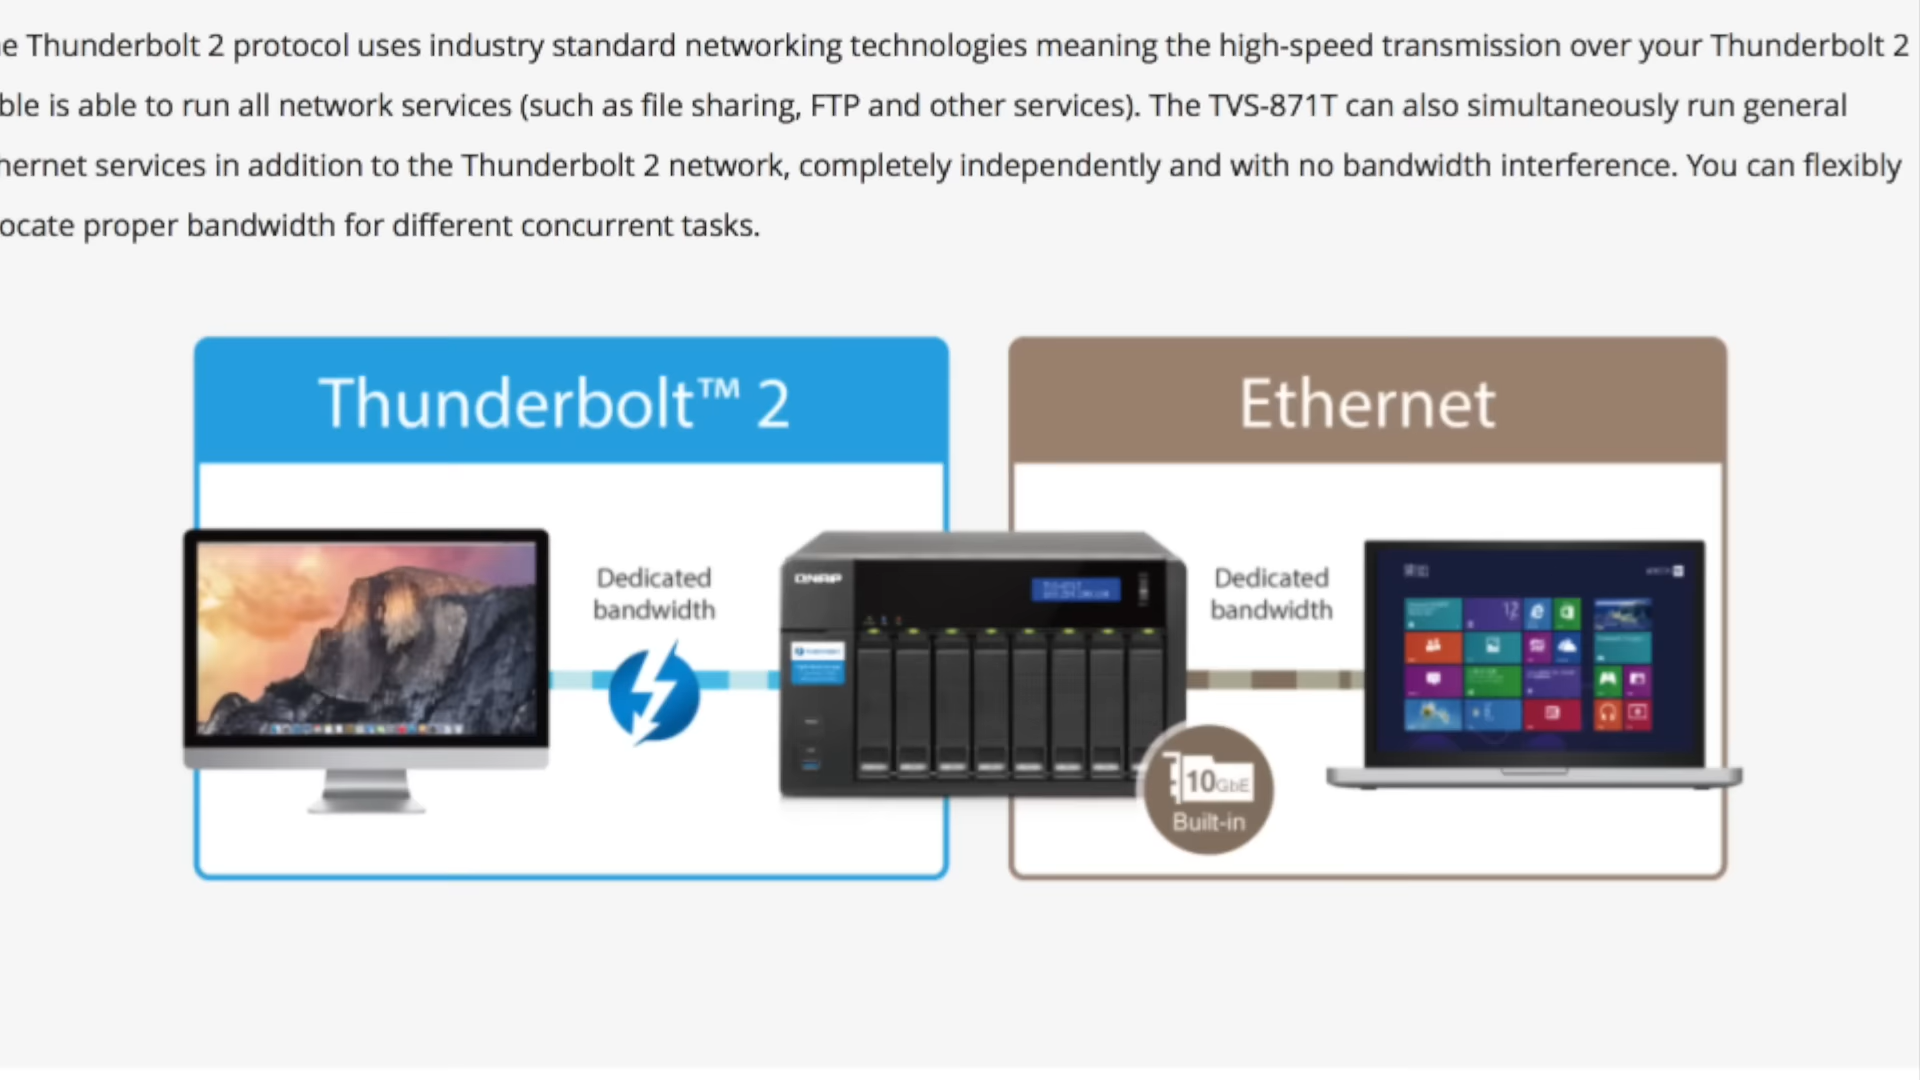 e Thunderbolt 2 protocol uses industry standard networking technologies meaning the high-speed transmission over your Thunderbolt 2
ble is able to run all network services (such as file sharing, FTP and other services). The TVS-871T can also simultaneously run general
hernet services in addition to the Thunderbolt 2 network, completely independently and with no bandwidth interference. You can flexibly
ocate proper bandwidth for different concurrent tasks.
Thunderbolt™ 2
Ethernet
Dedicated
bandwidth
Dedicated
bandwidth
QNAP
12
10GbE
Built-in